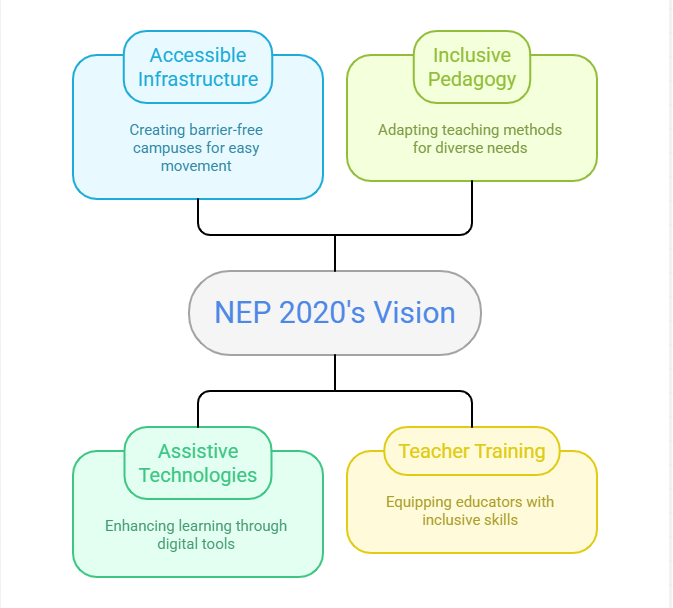 Accessible
Infrastructure
Creating barrier-free
campuses for easy
movement
Inclusive
Pedagogy
Adapting teaching methods
for diverse needs
NEP 2020's Vision
Assistive
Technologies
Enhancing learning through
digital tools
Teacher Training
Equipping educators with
inclusive skills